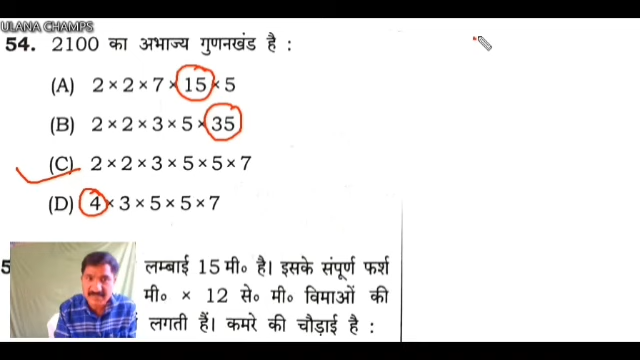 ULANA CHAMPS
54. 2100 का अभाज्य गुणनखंड है :
(A) 2 × 2 × 7 × 15 × 5
(B) 2 × 2 × 3 × 5 × 35
(C) 2 × 2 × 3 × 5 × 5 × 7
(D) 4 × 3 × 5 × 5 × 7
5 लम्बाई 15 मी० है। इसके संपूर्ण फर्श
मी० × 12 से० मी० विमाओं की
लगती हैं। कमरे की चौड़ाई है :